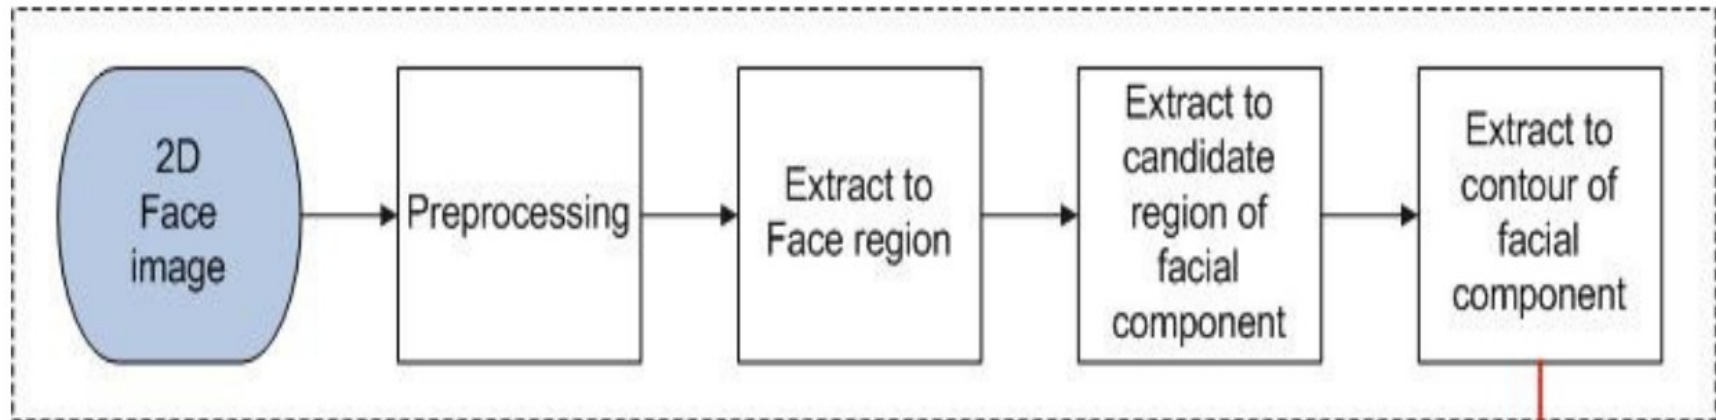 2D
Face
image
Preprocessing
Extract to
Face region
Extract to
candidate
region of
facial
component
Extract to
contour of
facial
component